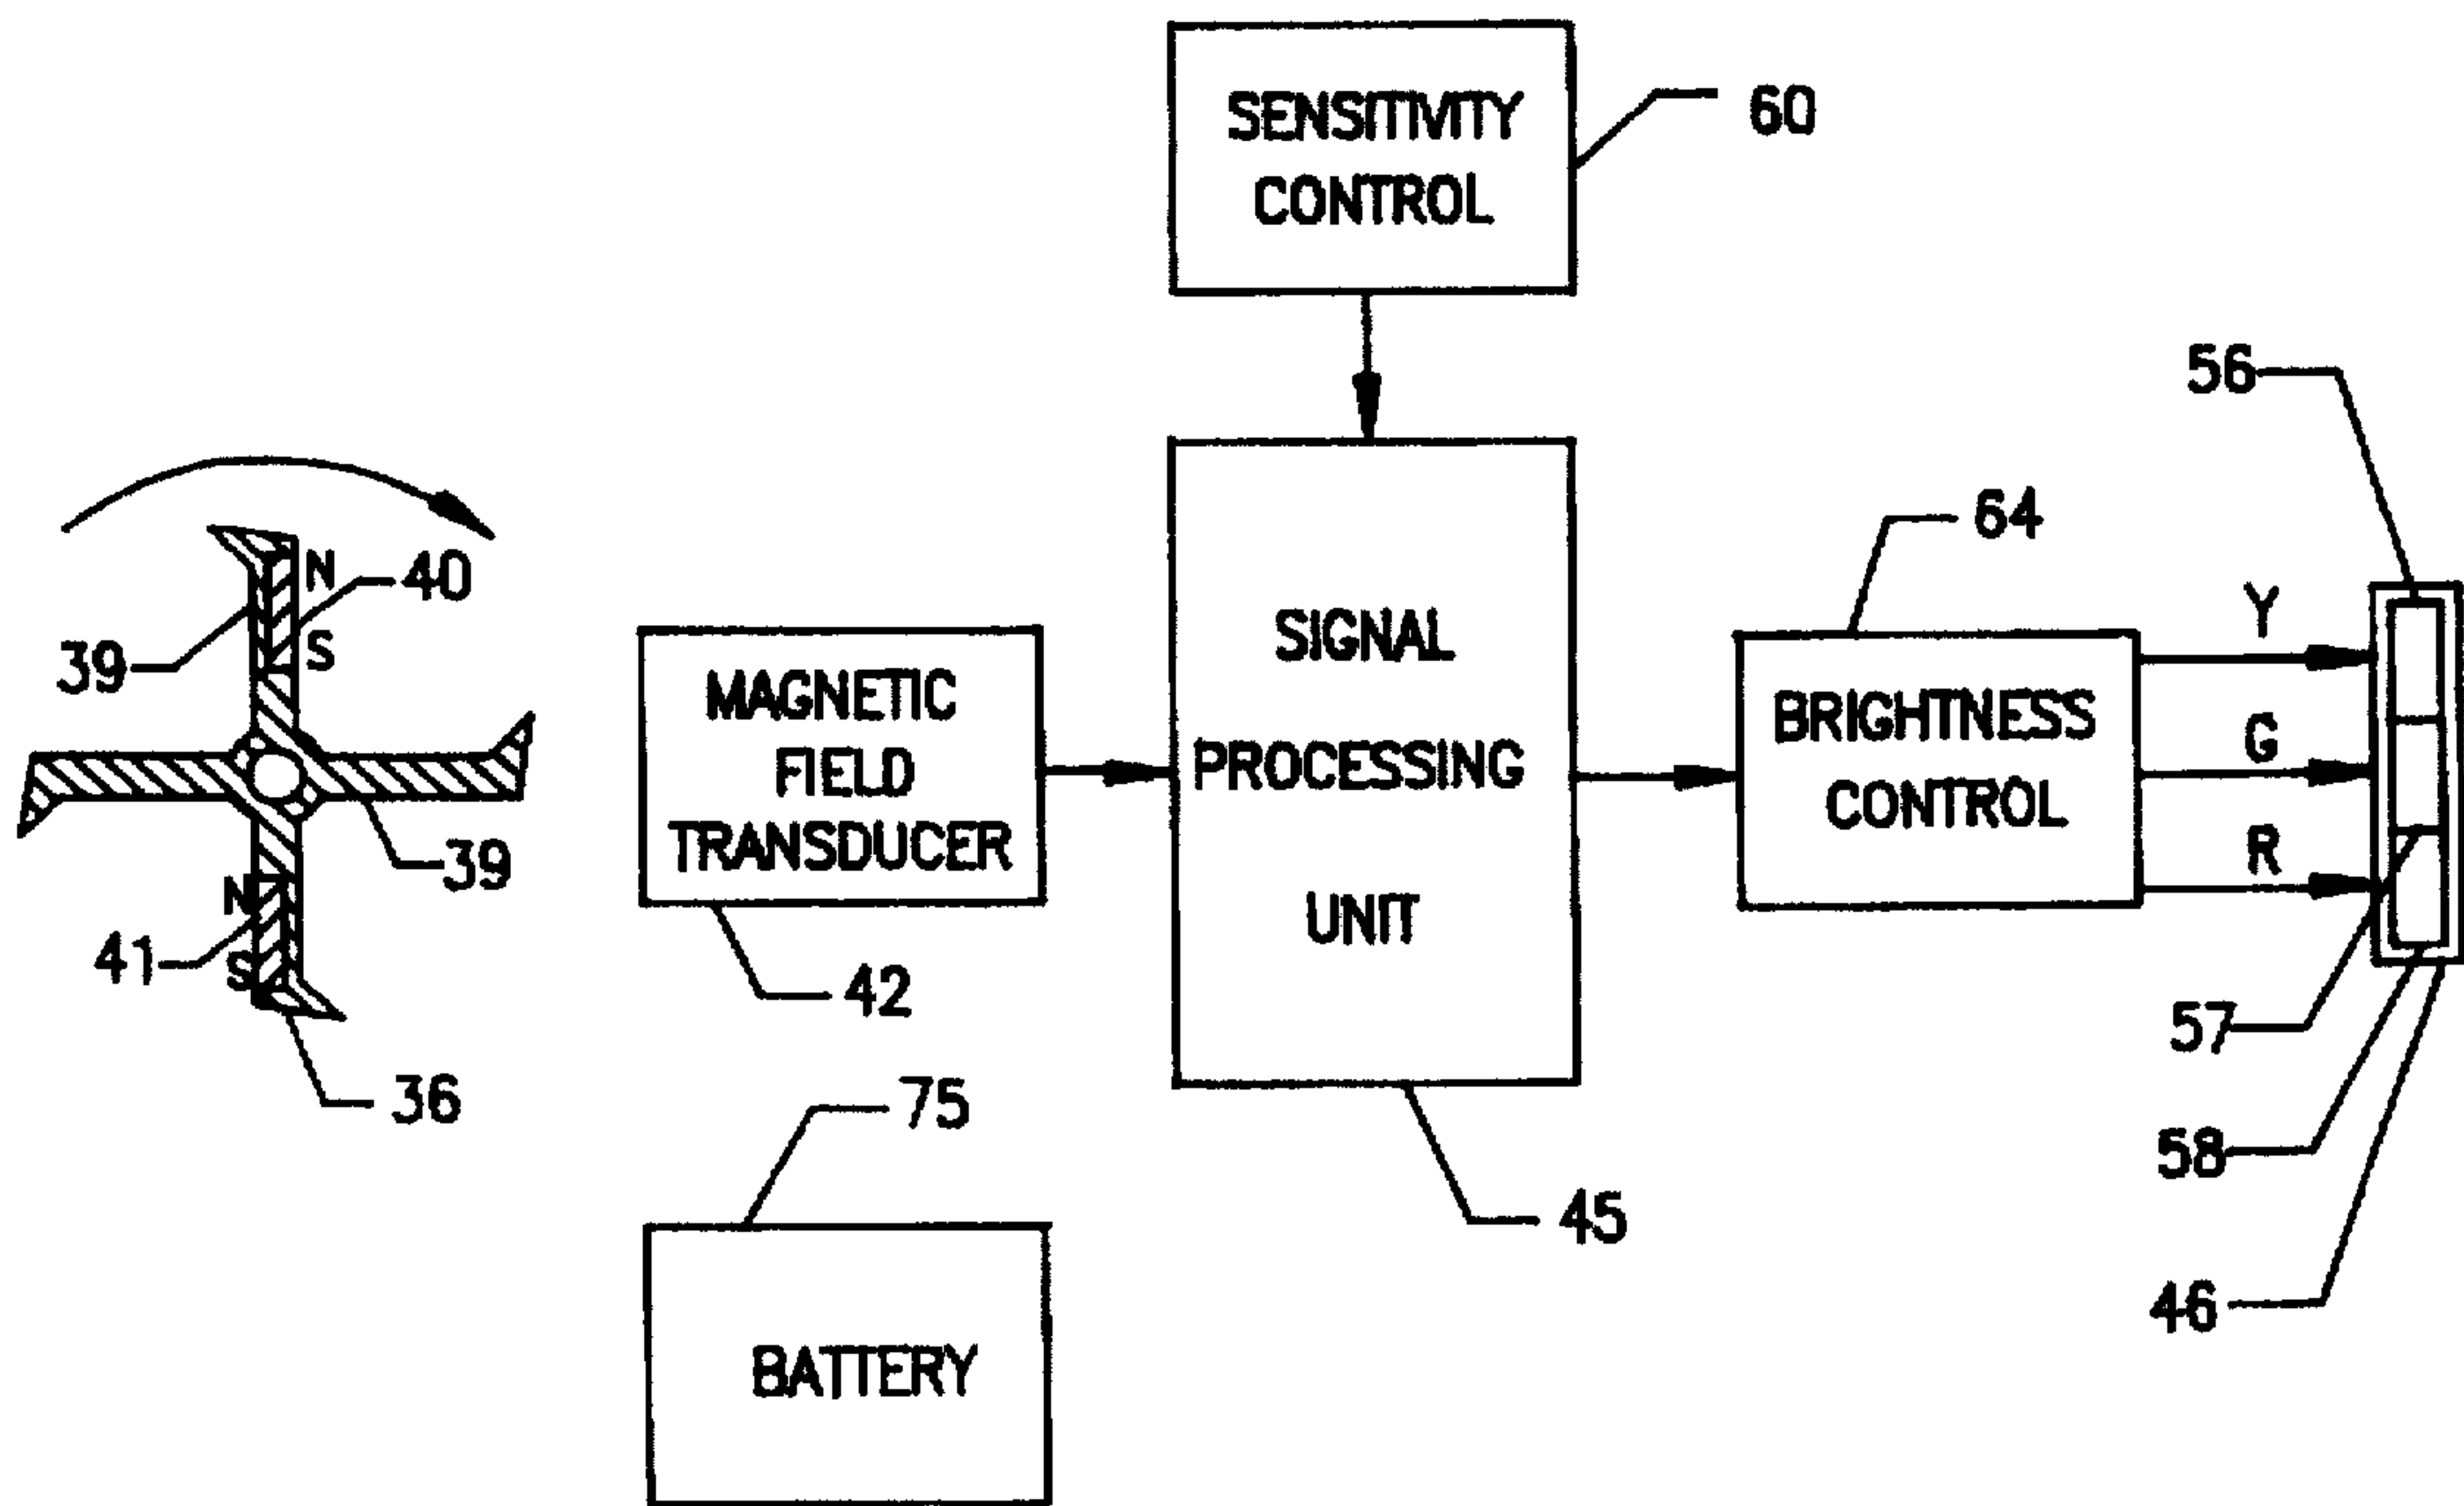 SENSITIVITY
CONTROL
60
56
64
N
40
39
S
Y
MAGNETIC
FIELD
TRANSDUCER
SIGNAL
PROCESSING
UNIT
BRIGHTNESS
CONTROL
G
R
39
N
41
S
42
57
36
75
58
45
46
BATTERY